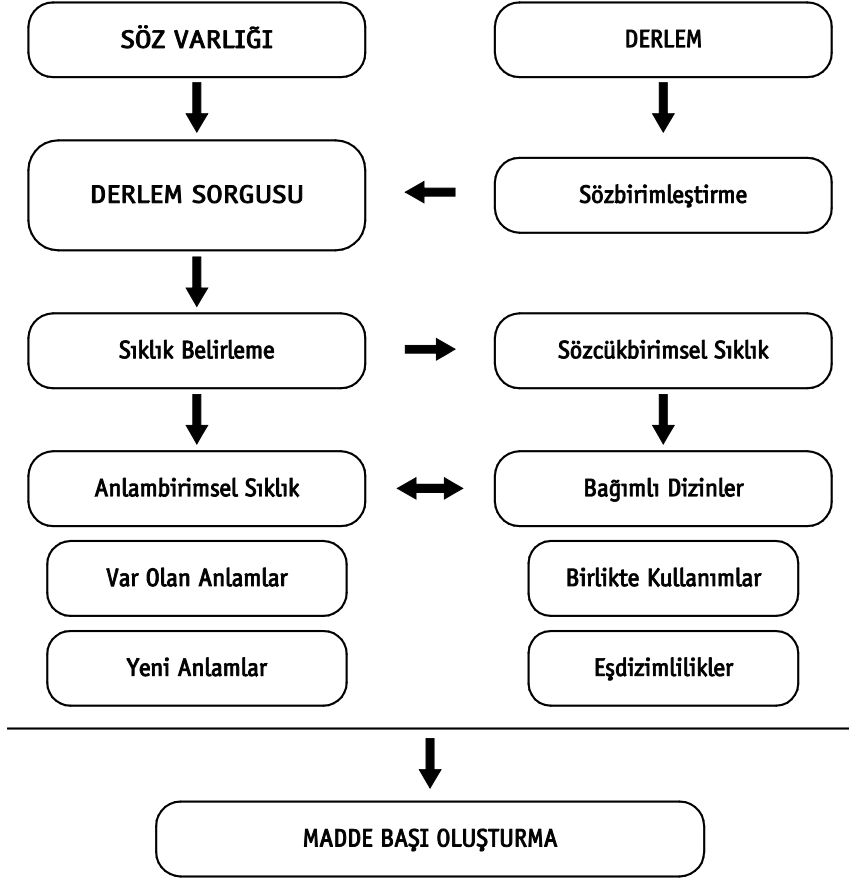 SÖZ VARLIĞI
DERLEM
DERLEM SORGUSU
Sözbirimleştirme
Sıklık Belirleme
Sözcükbirimsel Sıklık
Anlambirimsel Sıklık
Bağımlı Dizinler
Var Olan Anlamlar
Birlikte Kullanımlar
Yeni Anlamlar
Eşdizimlilikler
MADDE BAŞI OLUŞTURMA